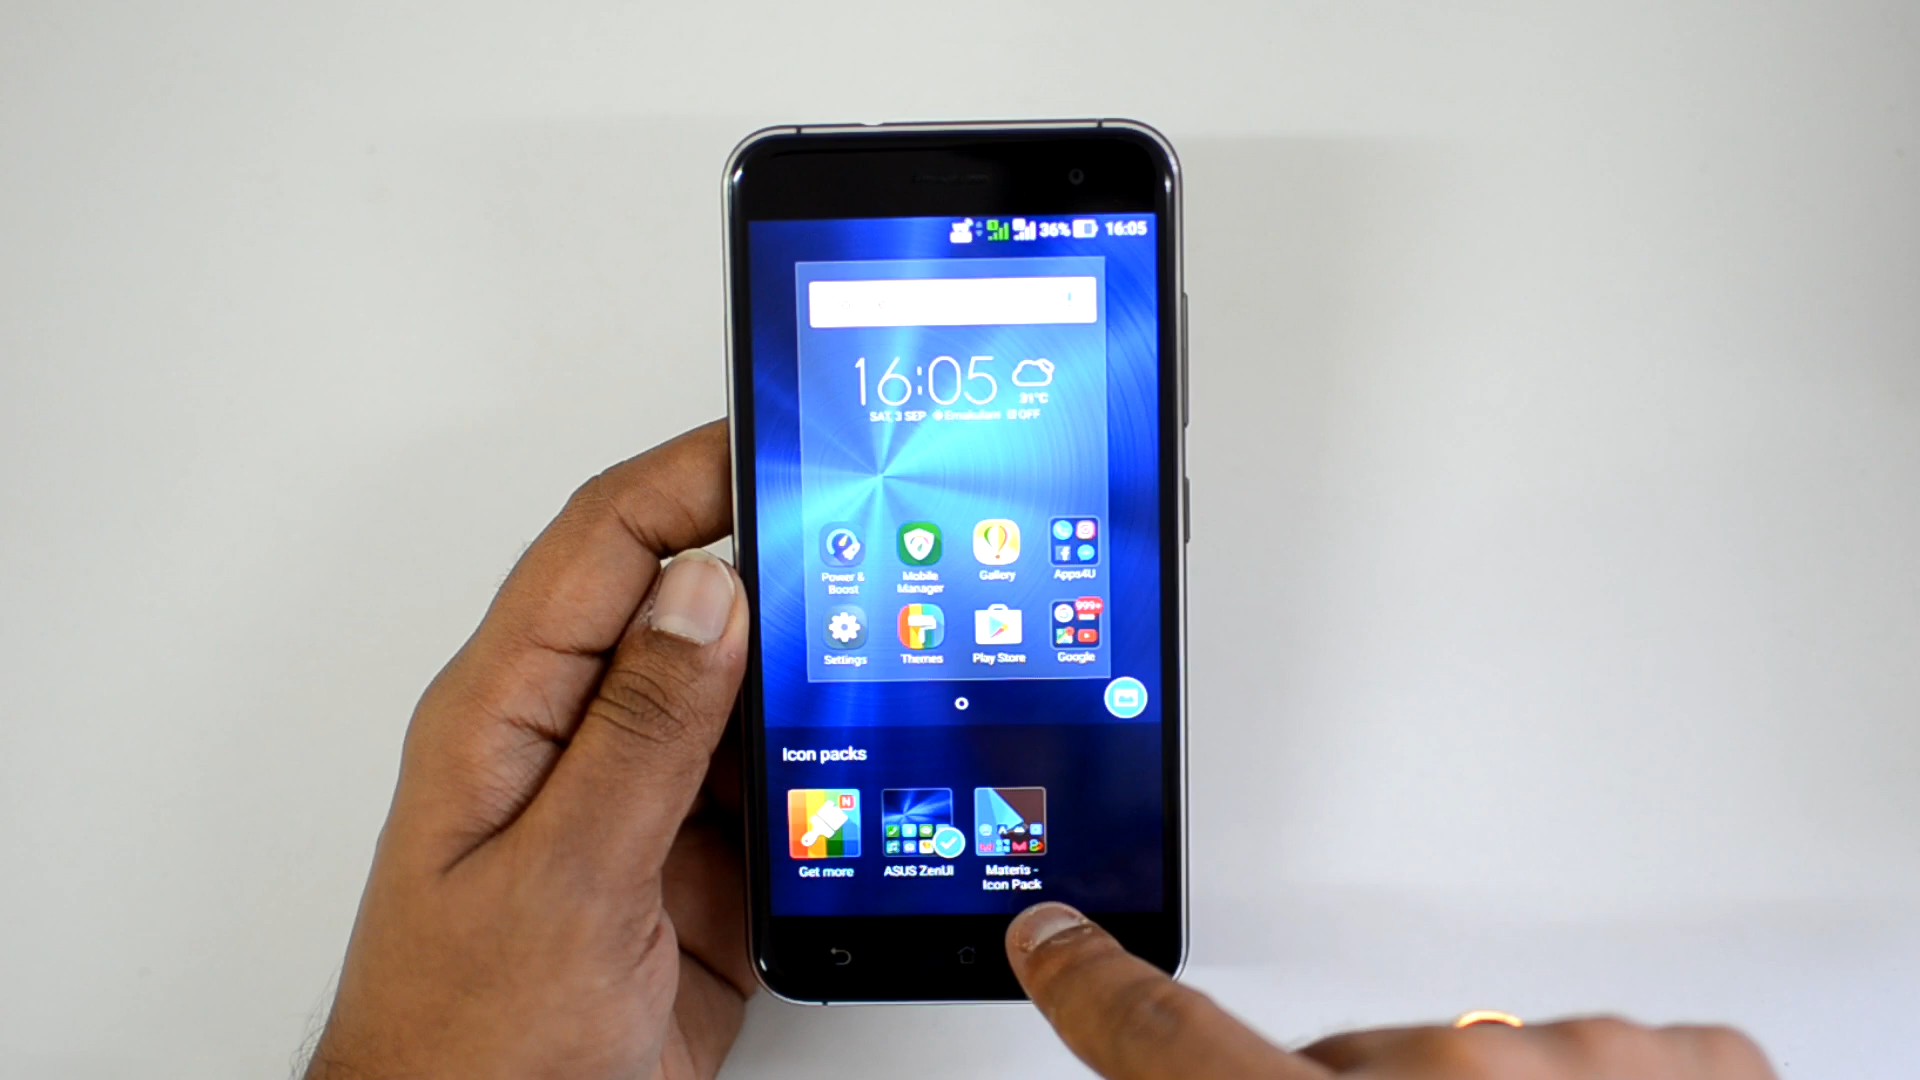 36% 16:05
16:05
31°C
SAT, 3 SEP Ernakulam OFF
Power & Boost
Mobile Manager
Gallery
Apps4U
999+
Settings
Themes
Play Store
Google
Icon packs
N
Get more
ASUS ZenUI
Materis - Icon Pack